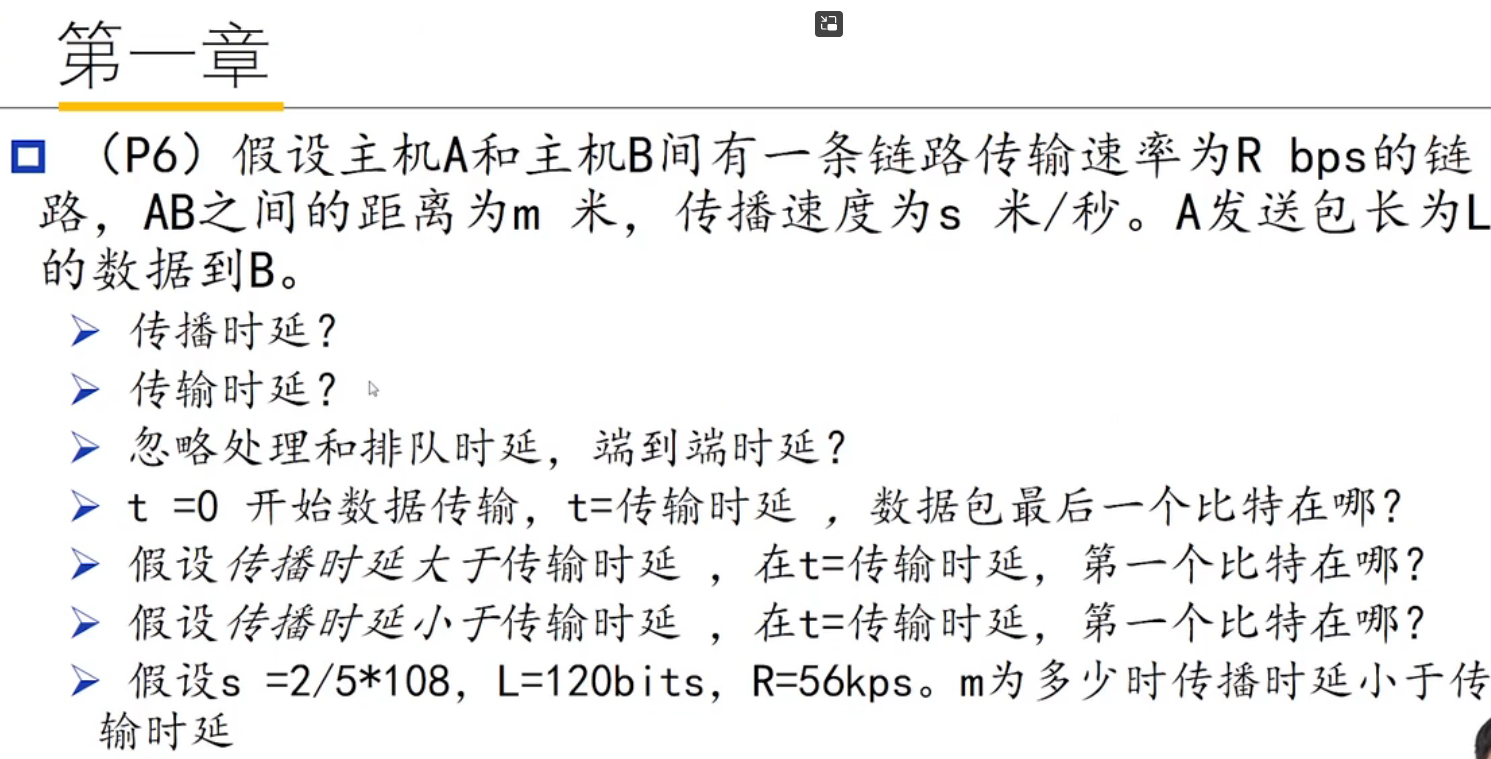 第一章
（P6）假设主机A和主机B间有一条链路传输速率为R bps的链
路，AB之间的距离为m 米，传播速度为s 米/秒。A发送包长为L
的数据到B。
传播时延？
传输时延？
忽略处理和排队时延，端到端时延？
t =0 开始数据传输，t=传输时延 ，数据包最后一个比特在哪？
假设传播时延大于传输时延 ，在t=传输时延，第一个比特在哪？
假设传播时延小于传输时延 ，在t=传输时延，第一个比特在哪？
假设s =2/5*108，L=120bits，R=56kps。m为多少时传播时延小于传
输时延